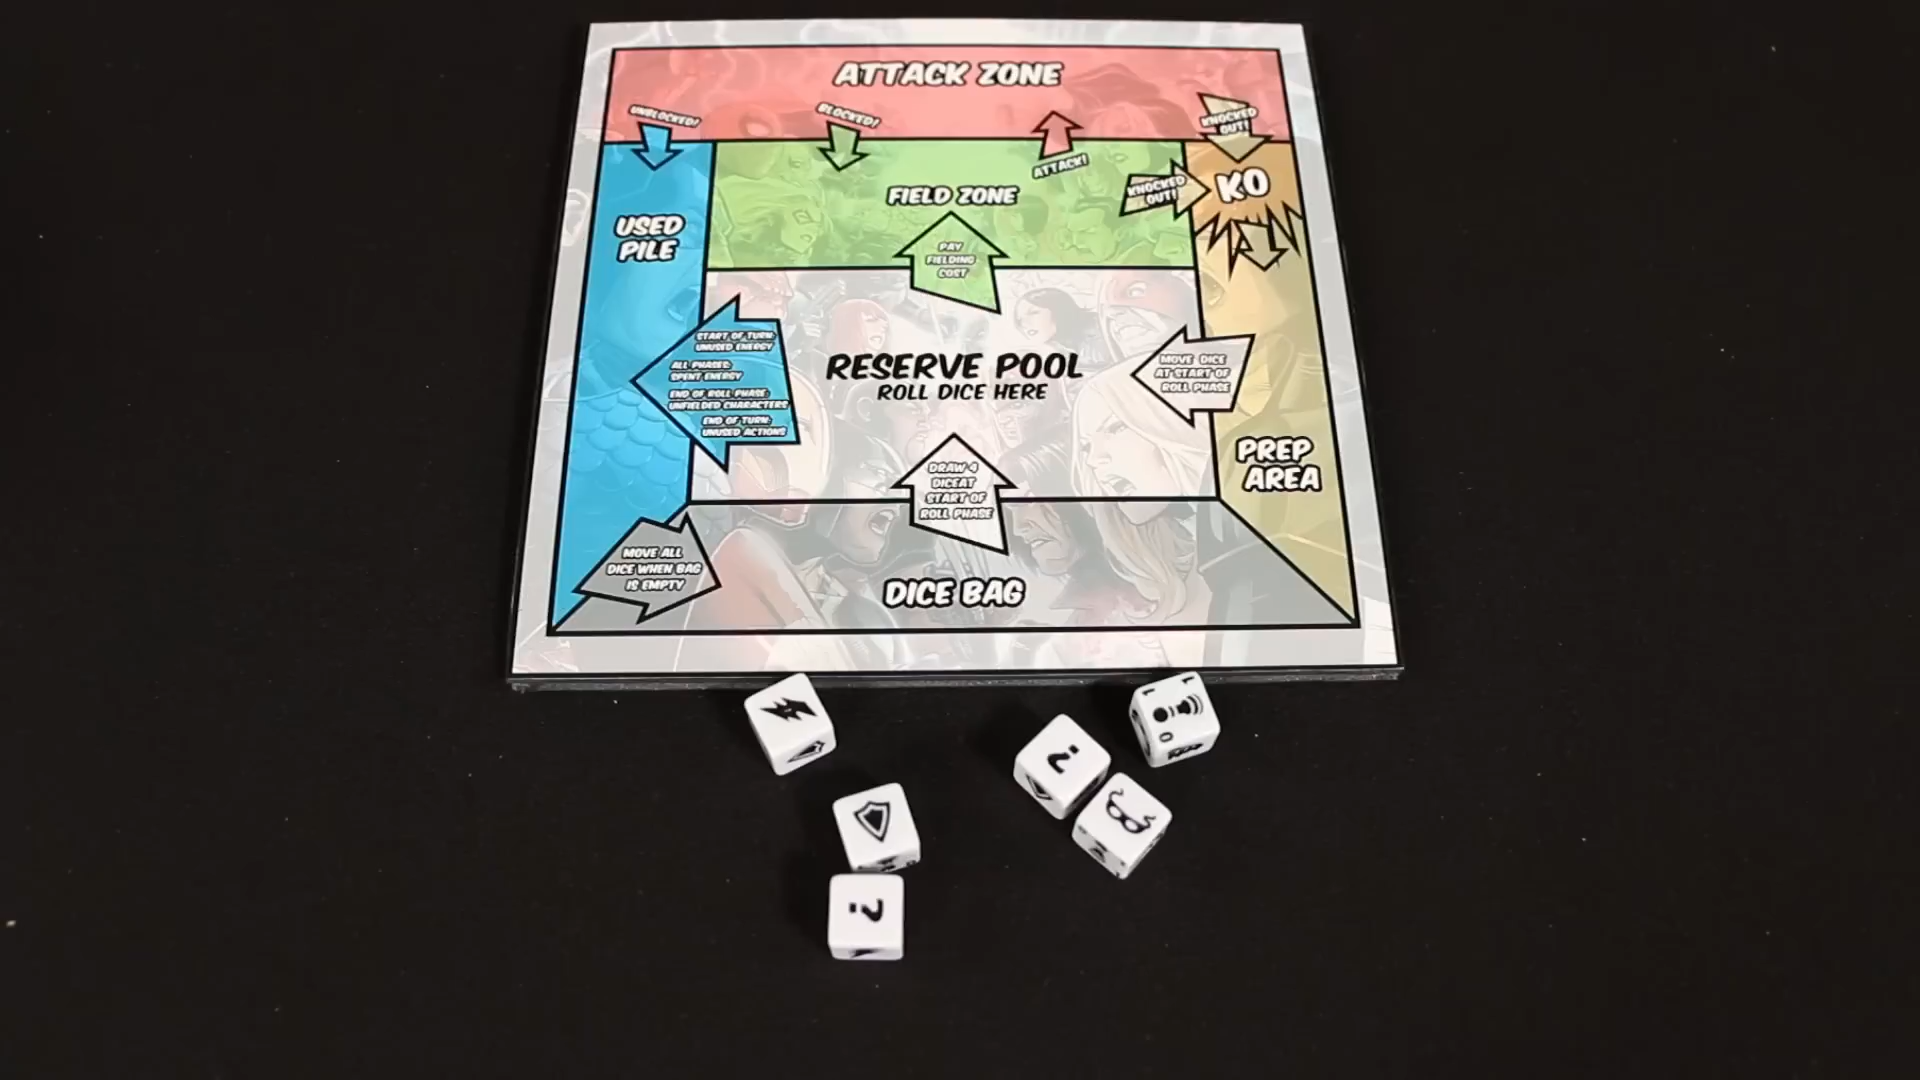 ATTACK ZONE
UNBLOCKED!
BLOCKED!
ATTACK!
KNOCKED
OUT!
KNOCKED
OUT!
KO
FIELD ZONE
USED
PILE
PAY
FIELDING
COST
START OF TURN:
UNUSED ENERGY
ALL PHASES:
SPENT ENERGY
END OF ROLL PHASE:
UNFIELDED CHARACTERS
END OF TURN:
UNUSED ACTIONS
RESERVE POOL
ROLL DICE HERE
MOVE DICE
AT START OF
ROLL PHASE
PREP
AREA
DRAW 4
DICE AT
START OF
ROLL PHASE
MOVE ALL
DICE WHEN BAG
IS EMPTY
DICE BAG
?
?
1
1
0